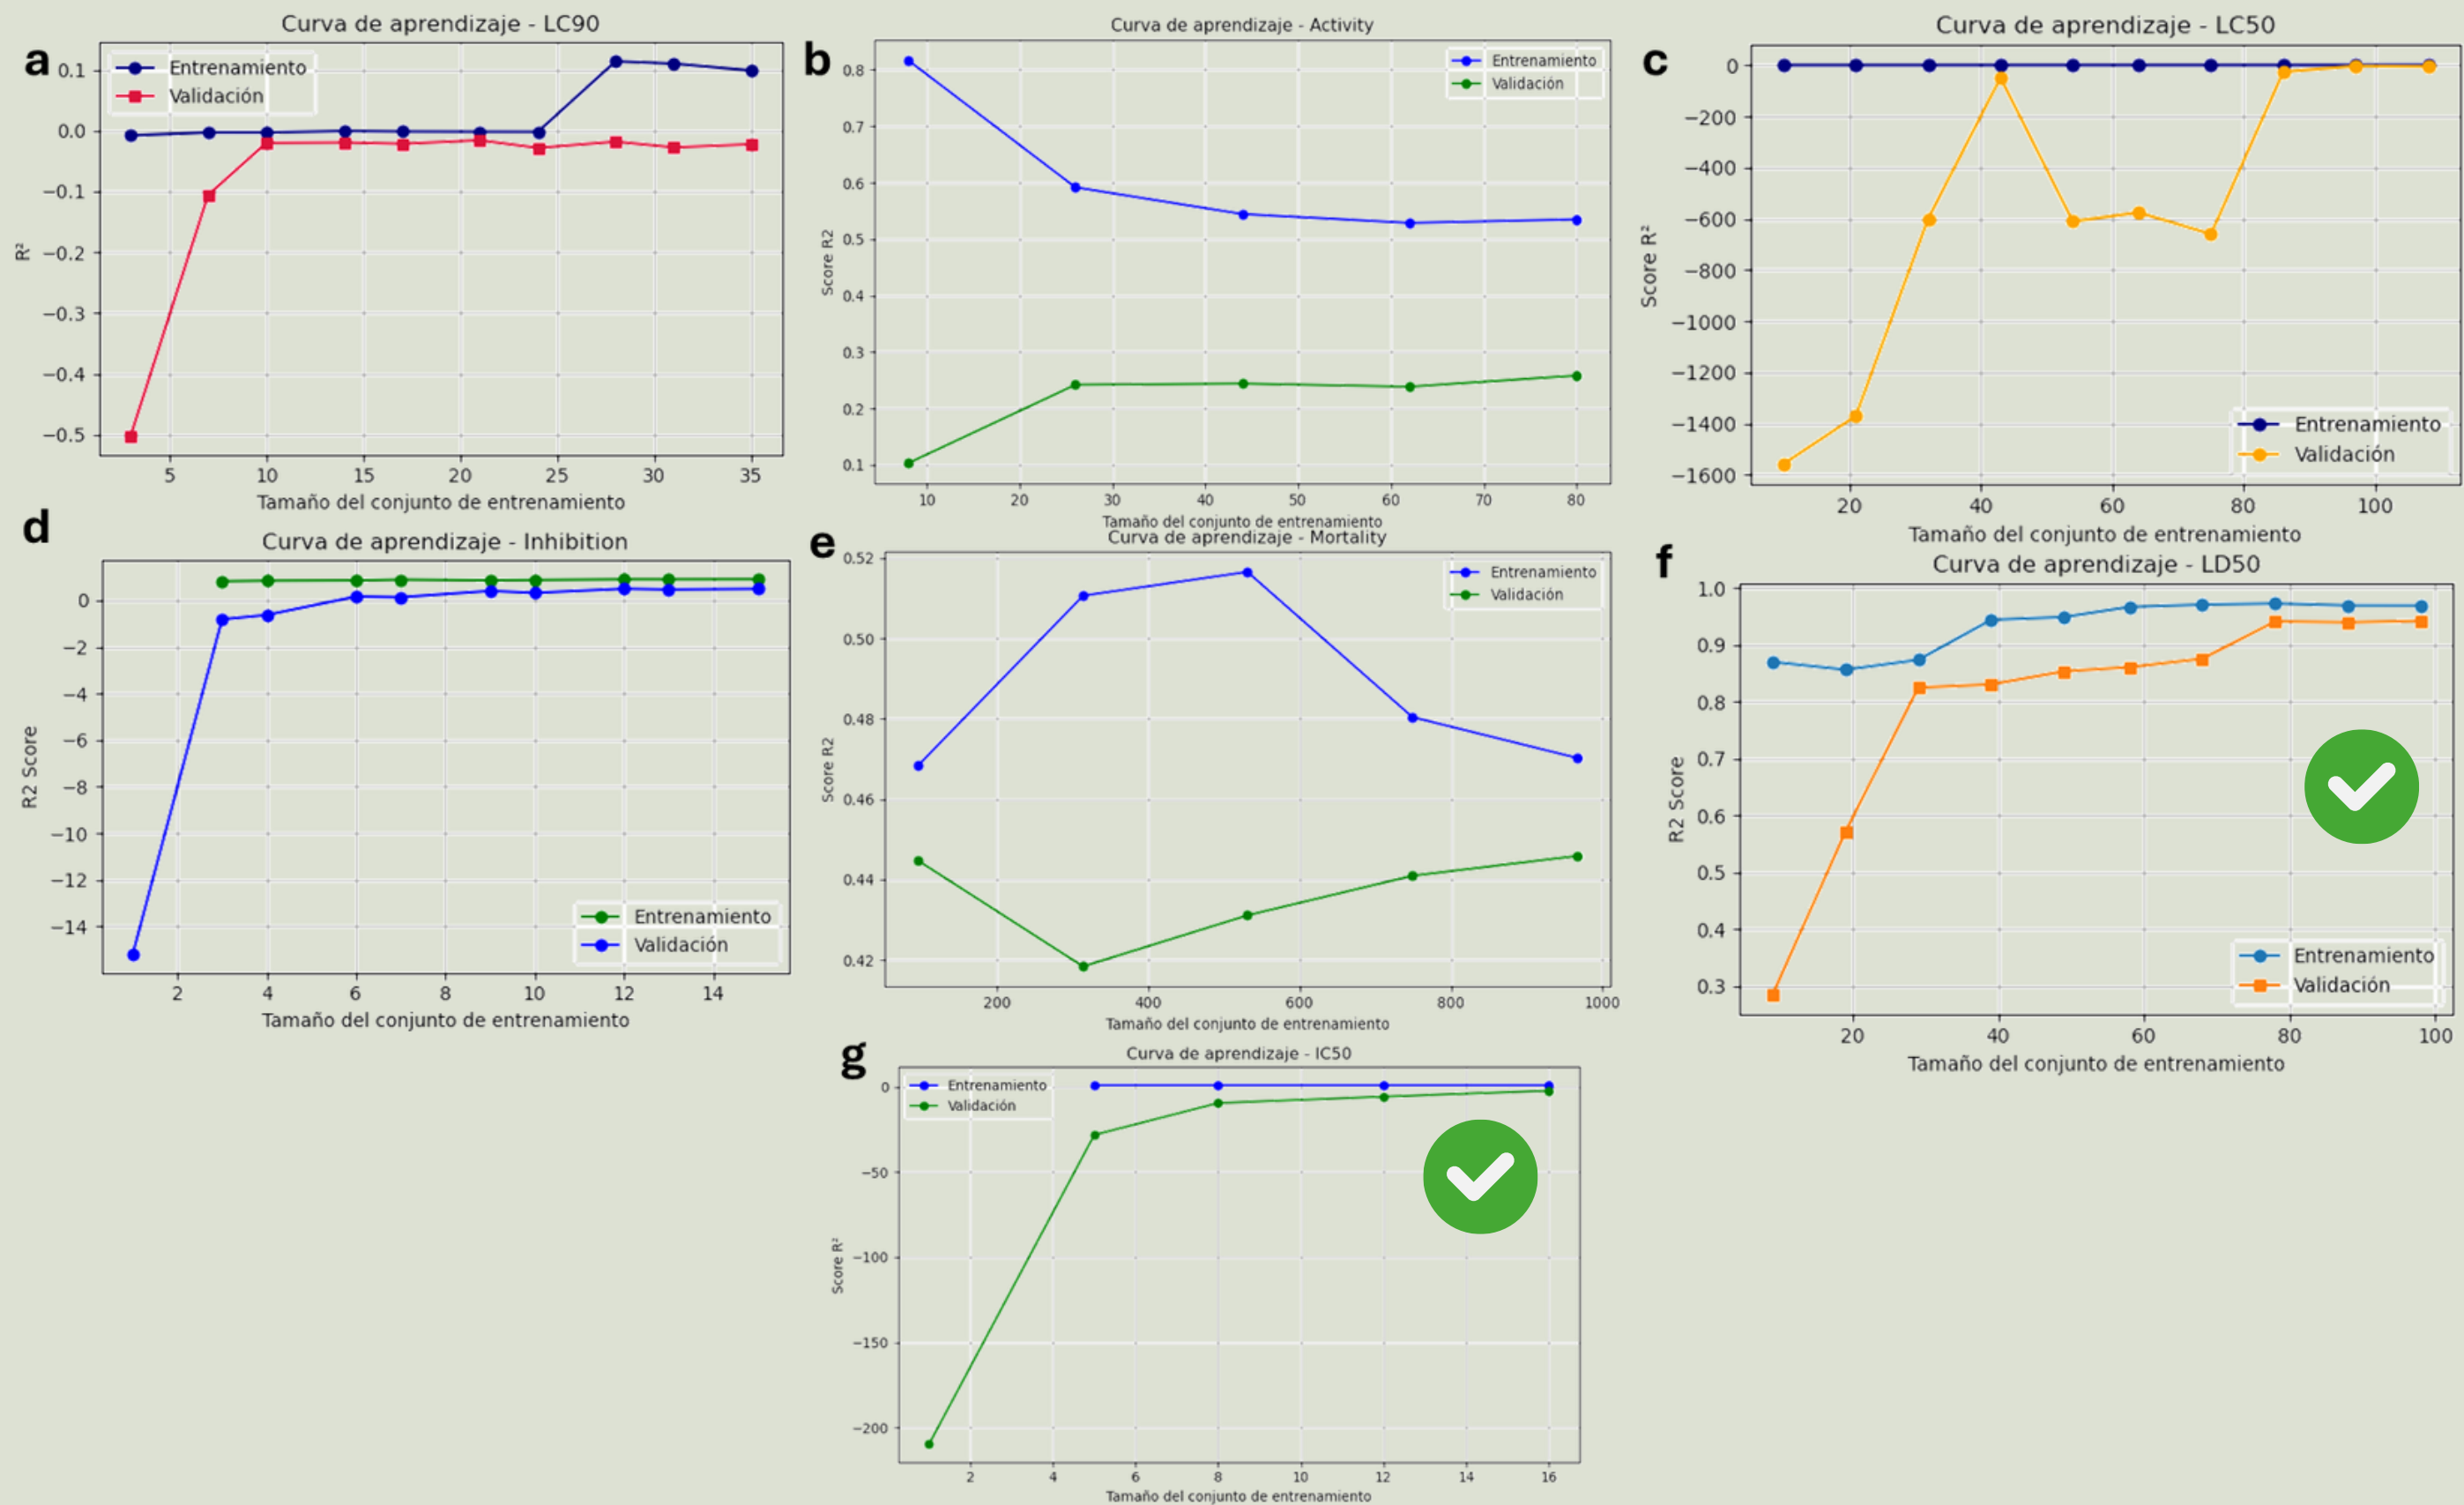 a
Curva de aprendizaje - LC90
Entrenamiento
Validación
R²
0.1
0.0
−0.1
−0.2
−0.3
−0.4
−0.5
5 10 15 20 25 30 35
Tamaño del conjunto de entrenamiento
b
Curva de aprendizaje - Activity
Entrenamiento
Validación
Score R2
0.8
0.7
0.6
0.5
0.4
0.3
0.2
0.1
10 20 30 40 50 60 70 80
Tamaño del conjunto de entrenamiento
c
Curva de aprendizaje - LC50
Score R²
0
−200
−400
−600
−800
−1000
−1200
−1400
−1600
Entrenamiento
Validación
20 40 60 80 100
Tamaño del conjunto de entrenamiento
d
Curva de aprendizaje - Inhibition
R2 Score
0
−2
−4
−6
−8
−10
−12
−14
Entrenamiento
Validación
2 4 6 8 10 12 14
Tamaño del conjunto de entrenamiento
e
Curva de aprendizaje - Mortality
Entrenamiento
Validación
Score R2
0.52
0.50
0.48
0.46
0.44
0.42
200 400 600 800 1000
Tamaño del conjunto de entrenamiento
f
Curva de aprendizaje - LD50
R2 Score
1.0
0.9
0.8
0.7
0.6
0.5
0.4
0.3
Entrenamiento
Validación
20 40 60 80 100
Tamaño del conjunto de entrenamiento
g
Curva de aprendizaje - IC50
Entrenamiento
Validación
Score R²
0
−50
−100
−150
−200
2 4 6 8 10 12 14 16
Tamaño del conjunto de entrenamiento